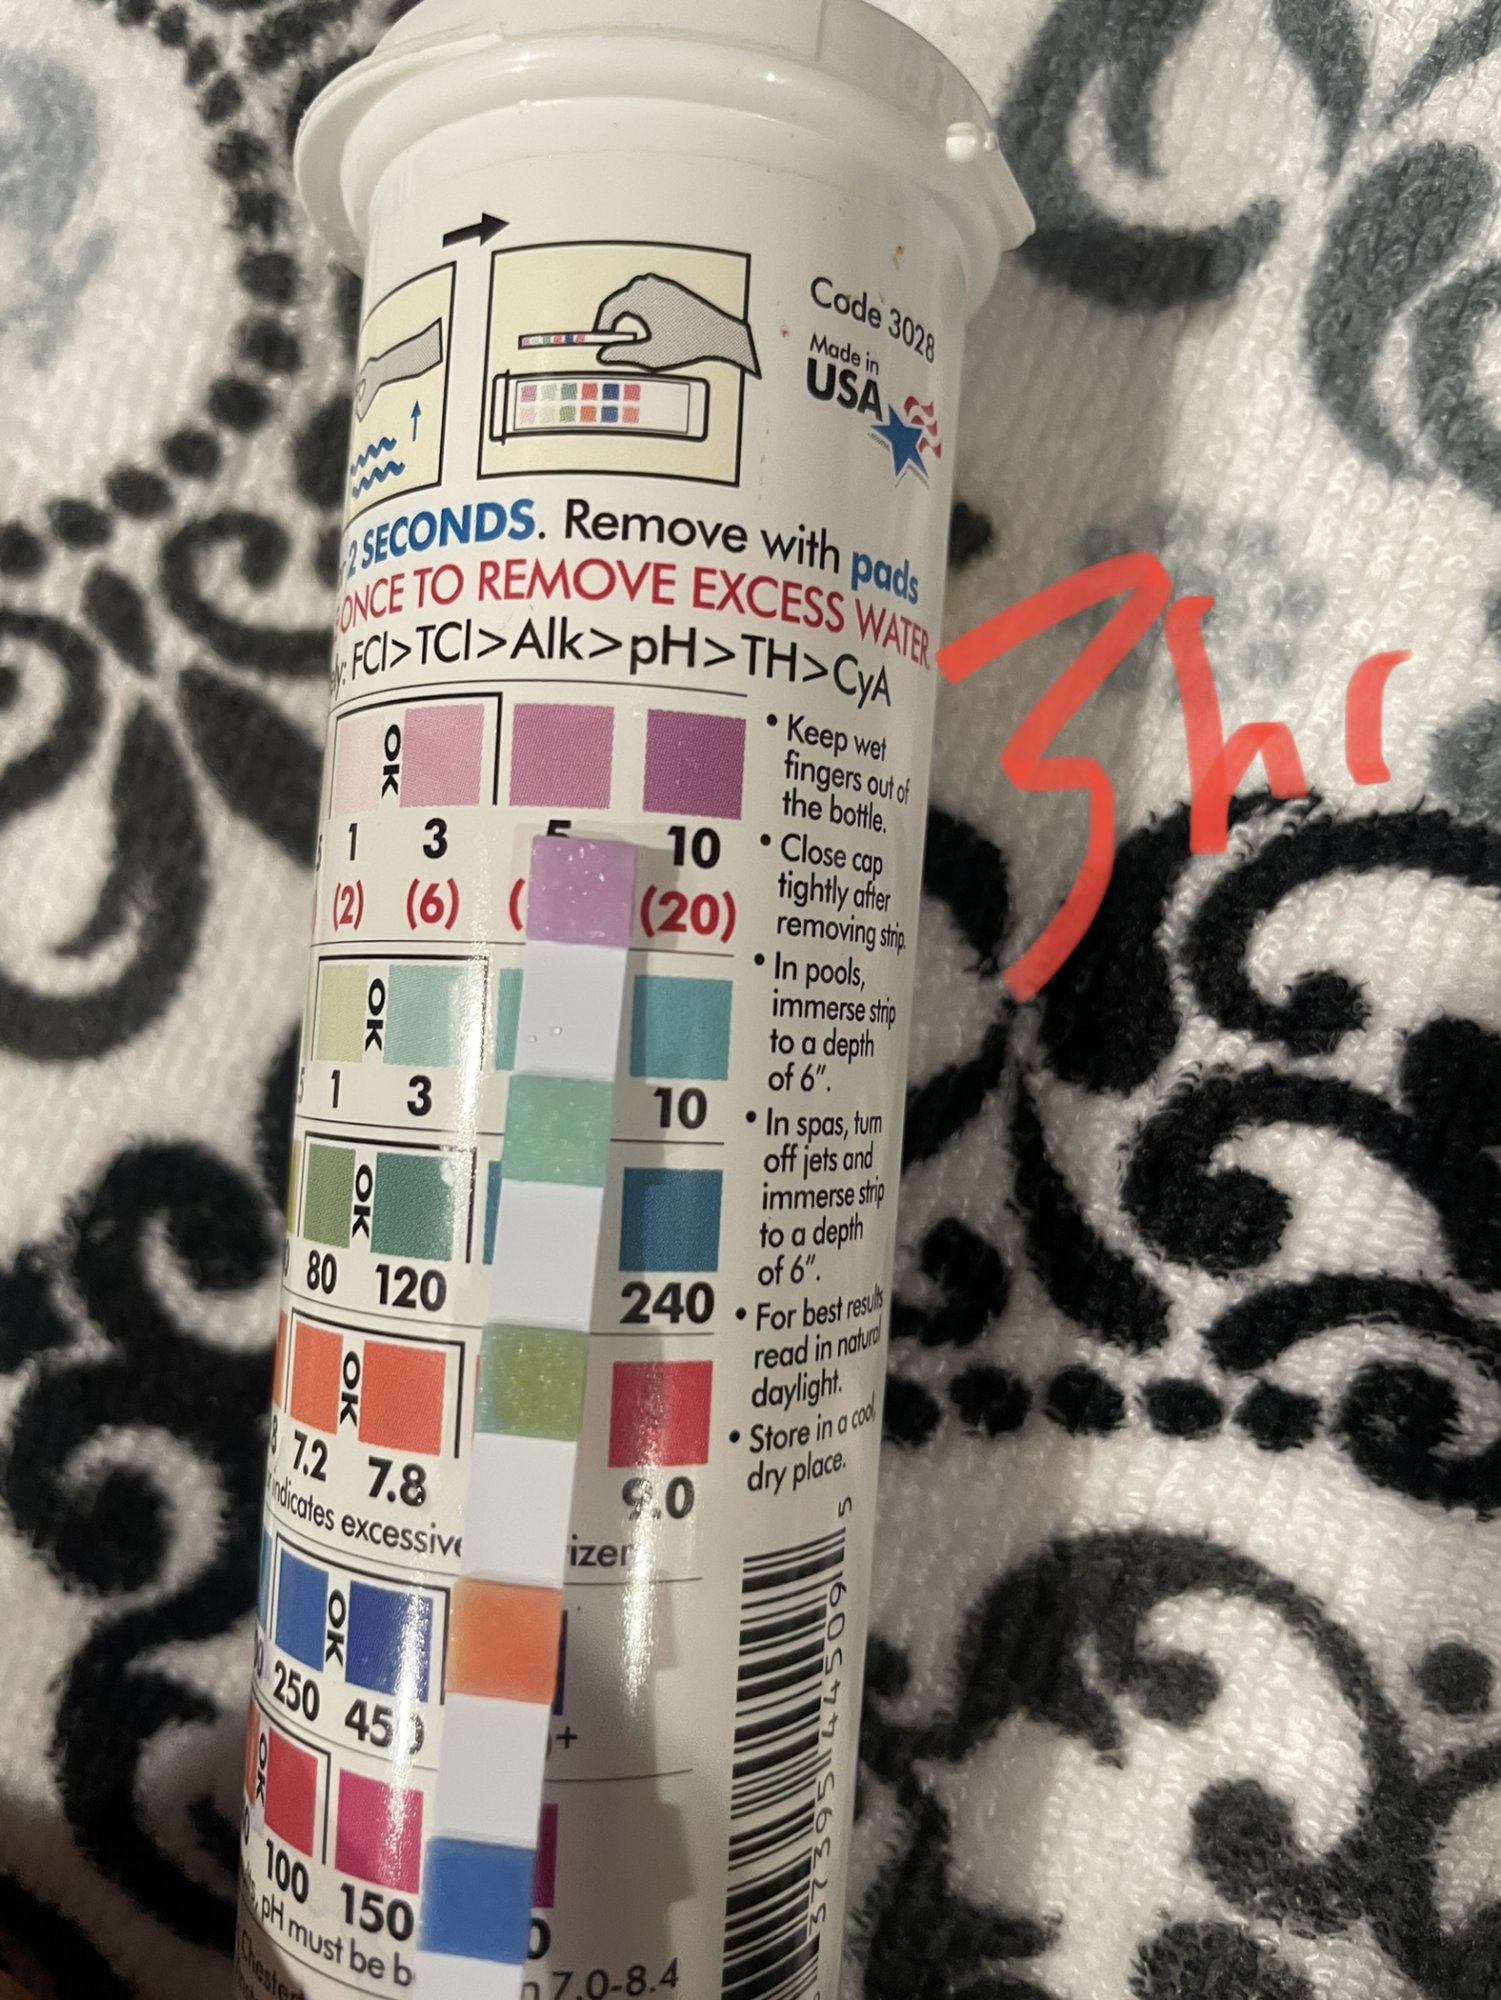 Code 3028
Made in
USA
2 SECONDS. Remove with pads
ONCE TO REMOVE EXCESS WATER.
FCl>TCl>Alk>pH>TH>CyA
3hr
OK
1 3 5 10
(2) (6) ( (20)
OK
1 3 10
OK
80 120 240
OK
7.2 7.8 9.0
indicates excessive
OK
250 450 +
OK
100 150
pH must be
7.0-8.4
• Keep wet
fingers out of
the bottle.
• Close cap
tightly after
removing strip.
• In pools,
immerse strip
to a depth
of 6".
• In spas, turn
off jets and
immerse strip
to a depth
of 6".
• For best results
read in natural
daylight.
• Store in a cool,
dry place.